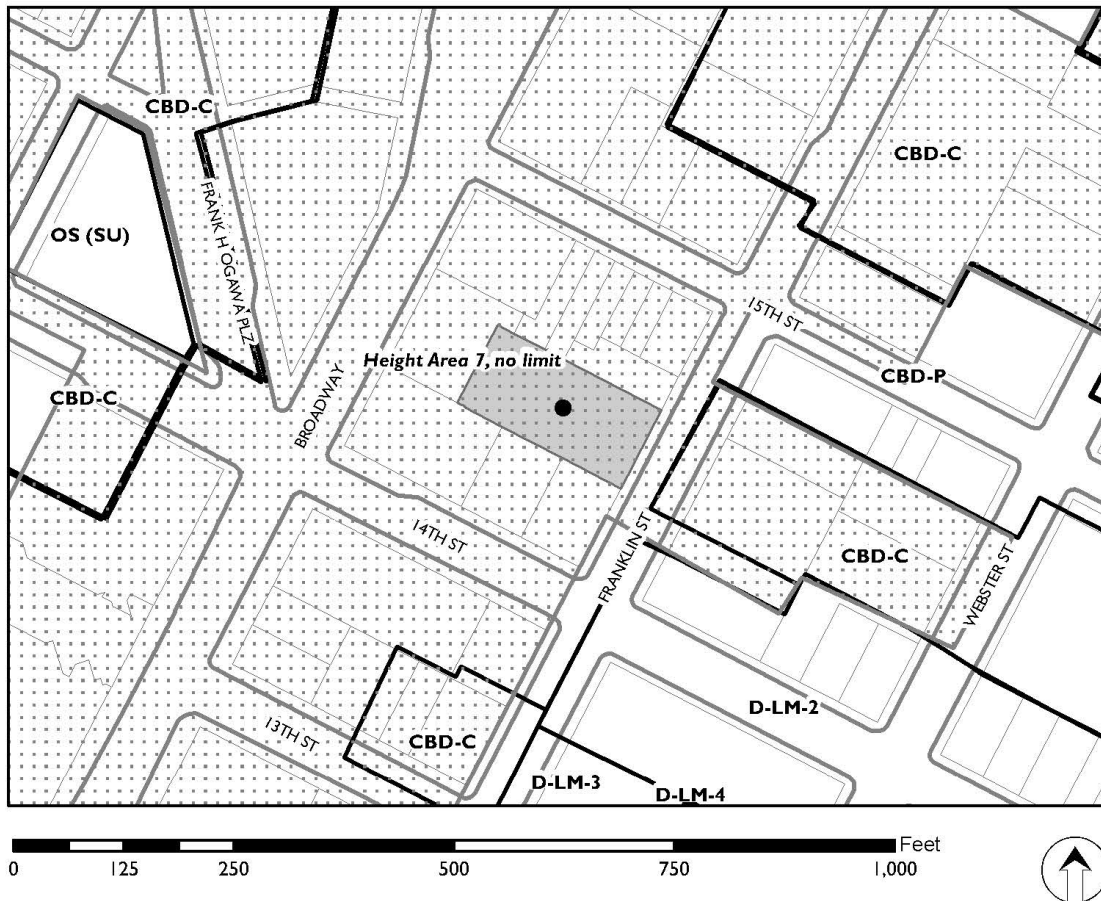 CBD-C
CBD-C
OS (SU)
FRANK H OGAWA PLZ
15TH ST
Height Area 7, no limit
CBD-P
CBD-C
BROADWAY
14TH ST
FRANKLIN ST
CBD-C
WEBSTER ST
D-LM-2
13TH ST
CBD-C
D-LM-3
D-LM-4
Feet
0 125 250 500 750 1,000